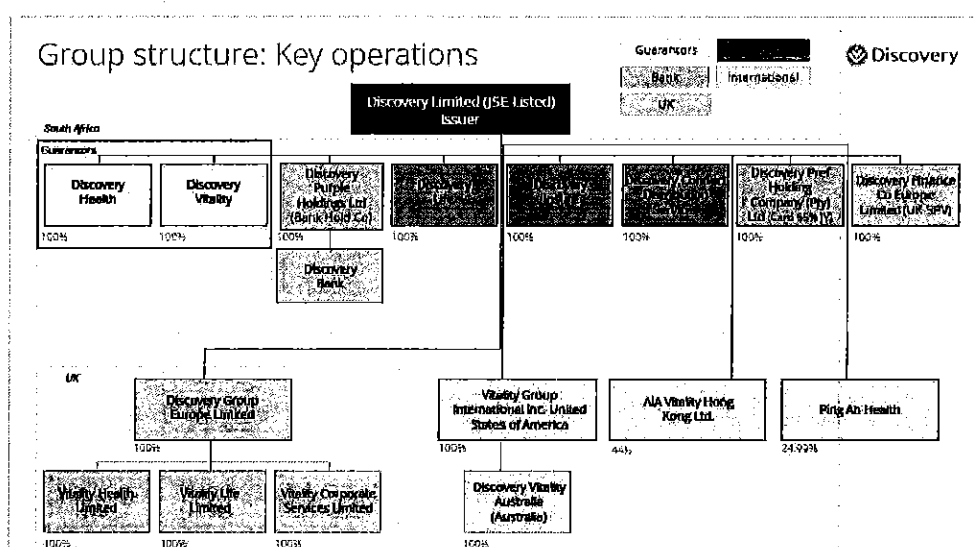 Group structure: Key operations
Guarantors
Bank
International
UK
Discovery
Discovery Limited (JSE Listed)
Issuer
South Africa
Guarantors
Discovery
Health
100%
Discovery
Vitality
100%
Discovery
Purple
Holdings Ltd
(Bank Hold Co)
100%
Discovery
100%
Discovery
100%
100%
Discovery Pref
Holding
Company (Pty)
Ltd
100%
Discovery Finance
Co Europe
Limited (UK SPV)
100%
Discovery
Bank
UK
Discovery Group
Europe Limited
100%
Vitality Group
International Inc. United
States of America
100%
AIA Vitality Hong
Kong Ltd.
44%
Ping An Health
24.99%
Vitality Health
Limited
100%
Vitality Life
Limited
100%
Vitality Corporate
Services Limited
100%
Discovery Vitality
Australia
(Australia)
100%